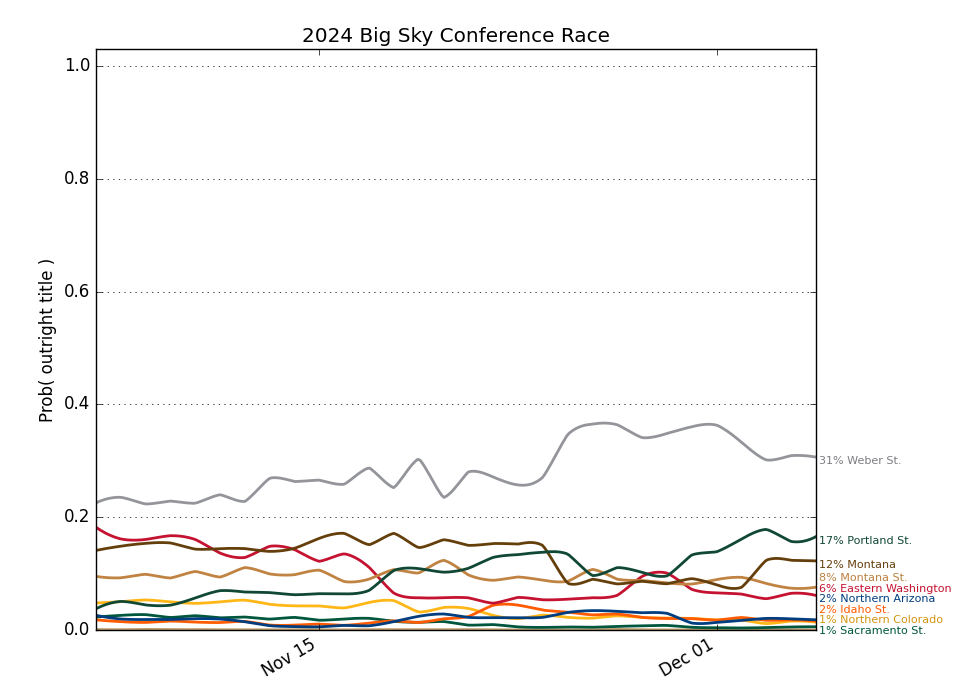 2024 Big Sky Conference Race
Prob( outright title )
1.0
0.8
0.6
0.4
0.2
0.0
Nov 15
Dec 01
31% Weber St.
17% Portland St.
12% Montana
8% Montana St.
6% Eastern Washington
2% Northern Arizona
2% Idaho St.
1% Northern Colorado
1% Sacramento St.